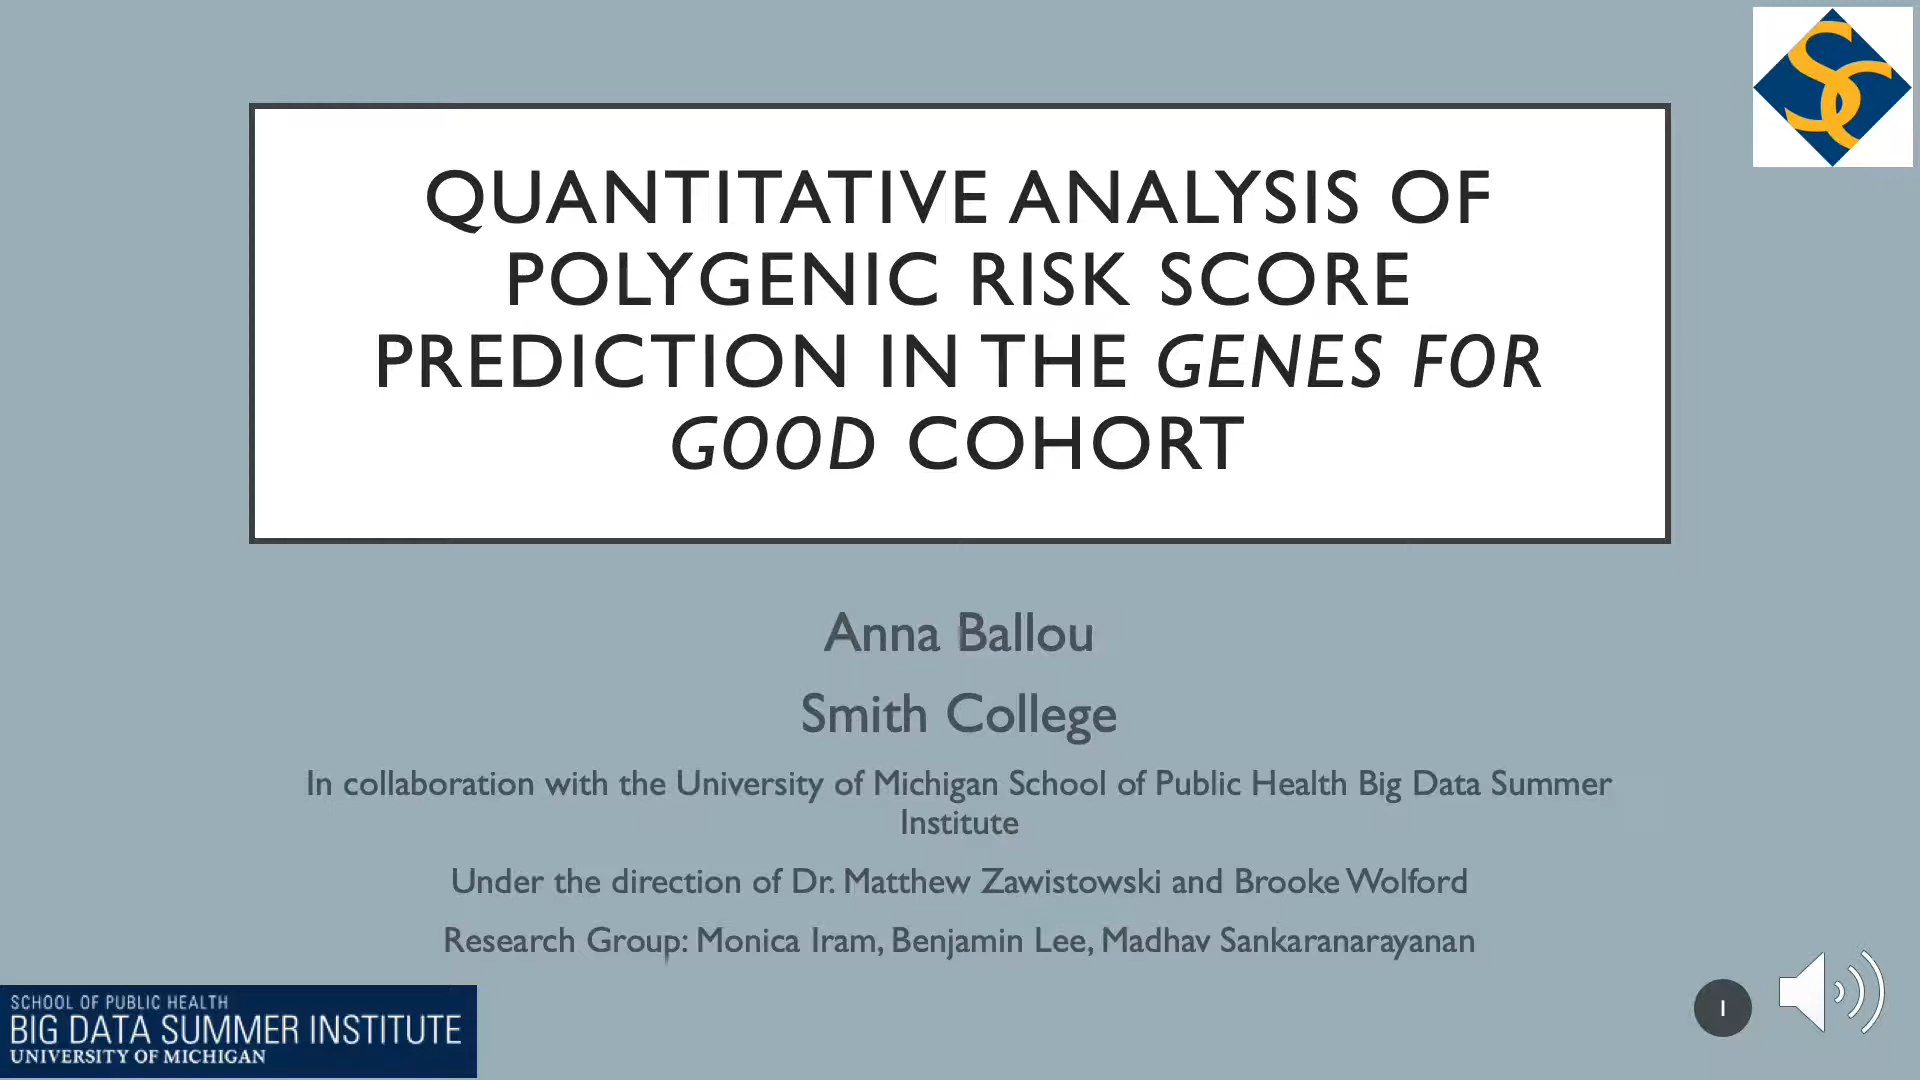 QUANTITATIVE ANALYSIS OF
POLYGENIC RISK SCORE
PREDICTION IN THE GENES FOR
GOOD COHORT
Anna Ballou
Smith College
In collaboration with the University of Michigan School of Public Health Big Data Summer
Institute
Under the direction of Dr. Matthew Zawistowski and Brooke Wolford
Research Group: Monica Iram, Benjamin Lee, Madhav Sankaranarayanan
SCHOOL OF PUBLIC HEALTH
BIG DATA SUMMER INSTITUTE
UNIVERSITY OF MICHIGAN
1
SC